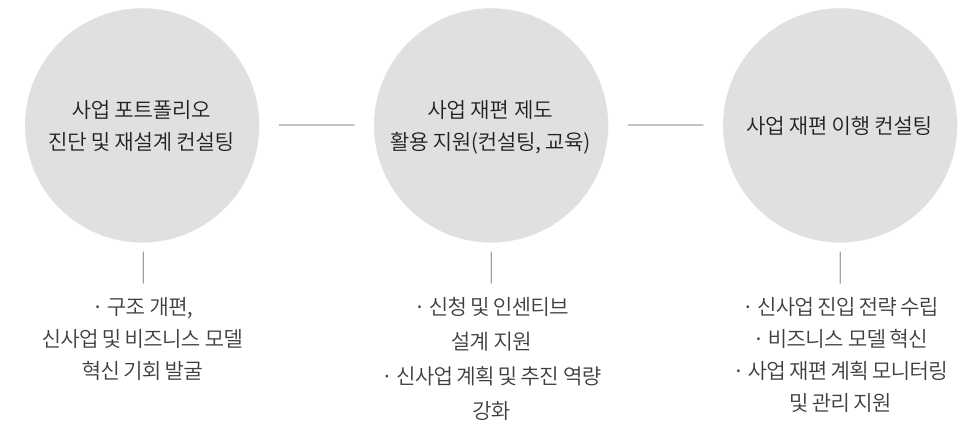 사업 포트폴리오
진단 및 재설계 컨설팅
사업 재편 제도
활용 지원(컨설팅, 교육)
사업 재편 이행 컨설팅
· 구조 개편,
신사업 및 비즈니스 모델
혁신 기회 발굴
· 신청 및 인센티브
설계 지원
· 신사업 계획 및 추진 역량
강화
· 신사업 진입 전략 수립
· 비즈니스 모델 혁신
· 사업 재편 계획 모니터링
및 관리 지원